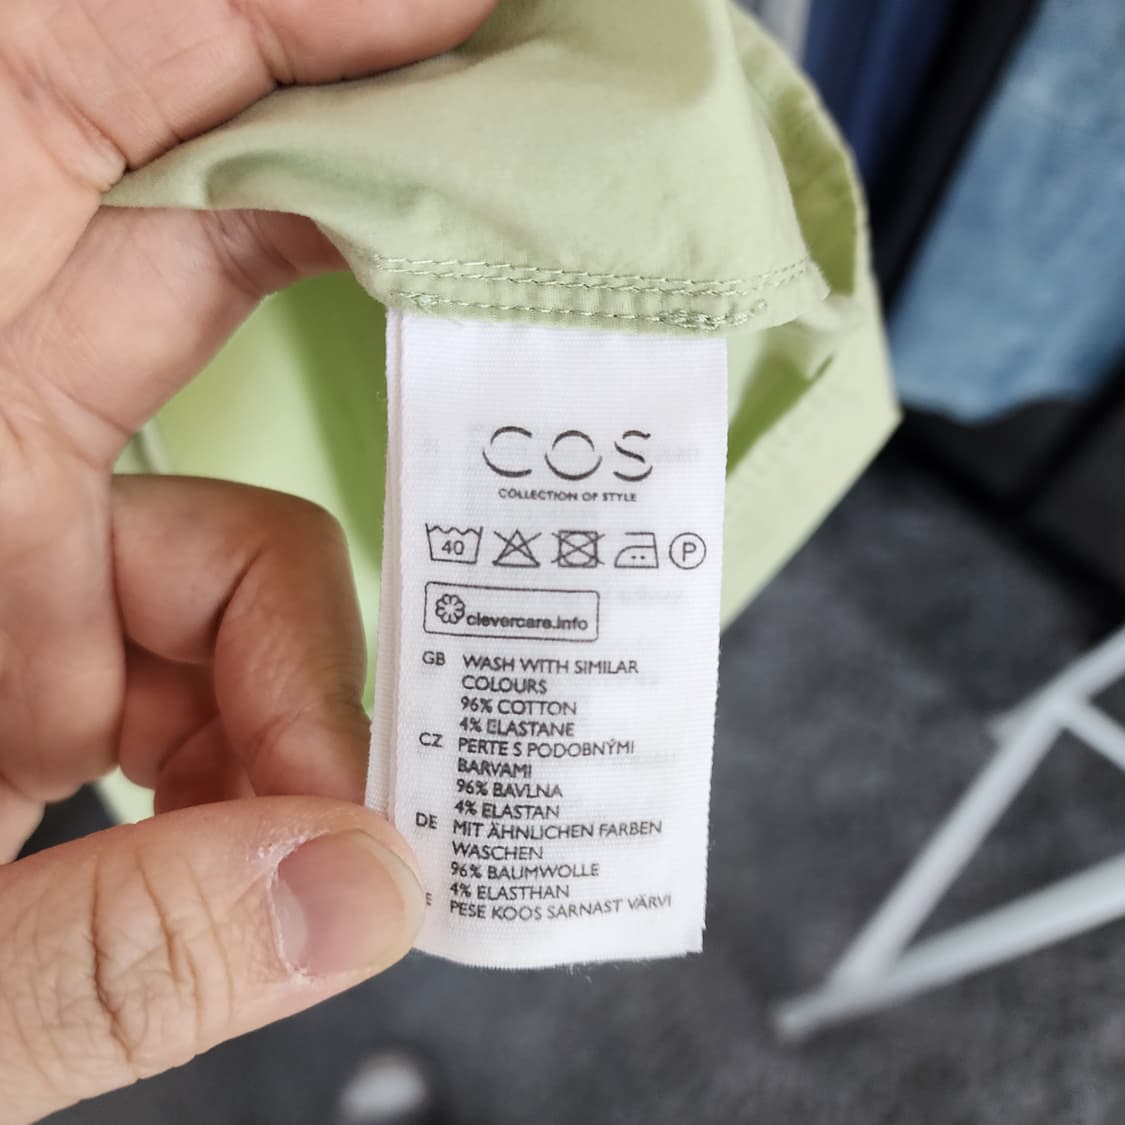 COS
COLLECTION OF STYLE
40 P
clevercare.info
GB WASH WITH SIMILAR
COLOURS
96% COTTON
4% ELASTANE
CZ PERTE S PODOBNÝMI
BARVAMI
96% BAVLNA
4% ELASTAN
DE MIT ÄHNLICHEN FARBEN
WASCHEN
96% BAUMWOLLE
4% ELASTHAN
PESE KOOS SARNAST VÄRVI